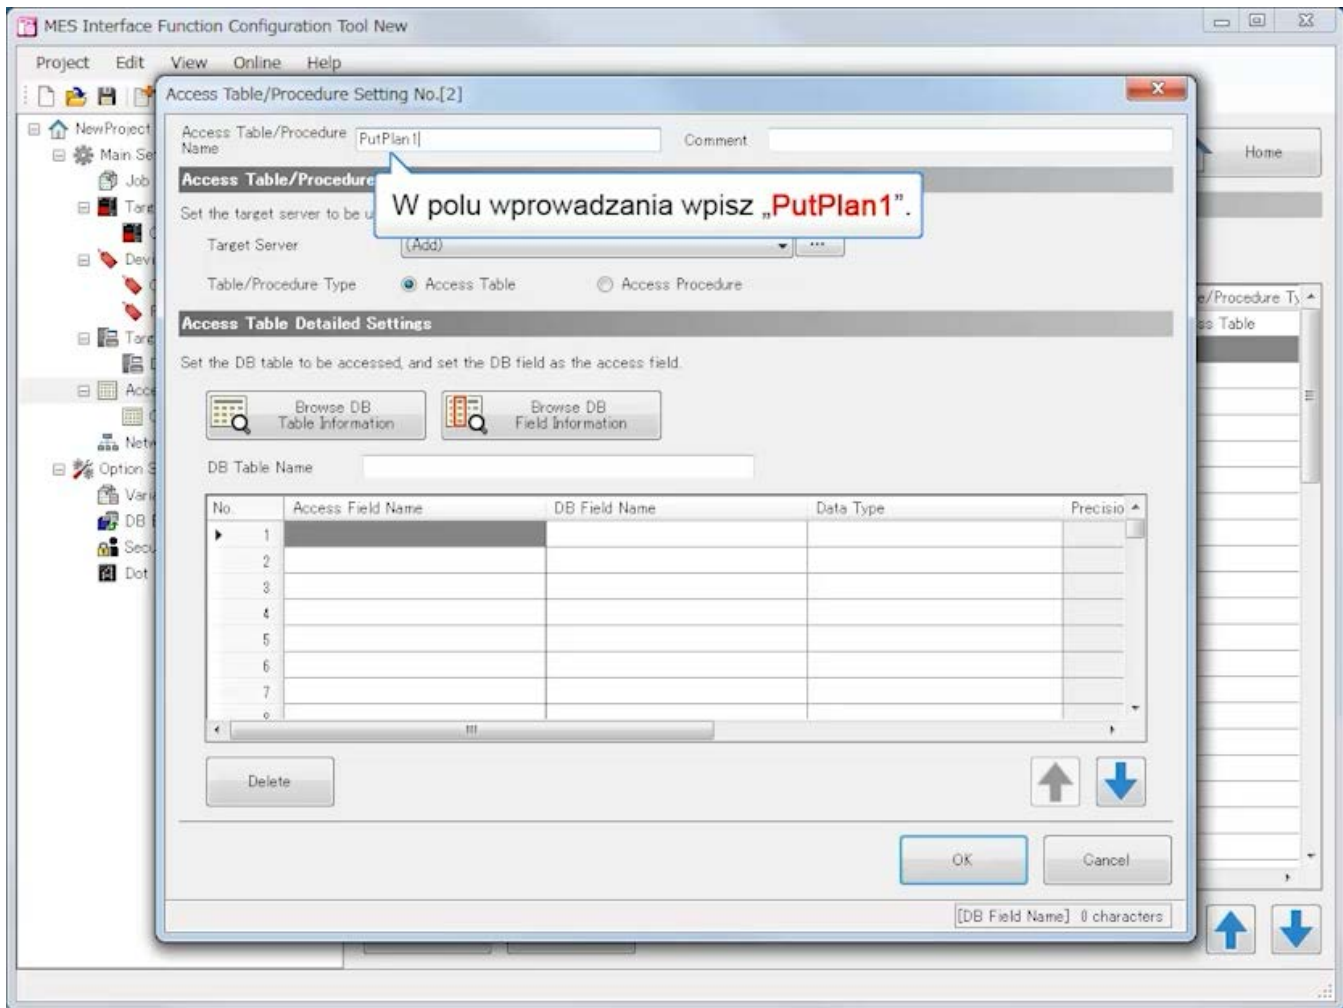 MES Interface Function Configuration Tool New
Project Edit View Online Help
Access Table/Procedure Setting No.[2]
NewProject
Main Se
Job
Targ
Devi
Targ
Acce
Netw
Option S
Vari
DB
Secu
Dot
Access Table/Procedure
Name
PutPlan1
Comment
Home
Access Table/Procedure
W polu wprowadzania wpisz „PutPlan1”.
Set the target server to be u
Target Server
(Add)
...
Table/Procedure Type
Access Table
Access Procedure
e/Procedure Ty
ss Table
Access Table Detailed Settings
Set the DB table to be accessed, and set the DB field as the access field.
Browse DB
Table Information
Browse DB
Field Information
DB Table Name
No. Access Field Name DB Field Name Data Type Precisio
1
2
3
4
5
6
7
Delete
OK
Cancel
[DB Field Name] 0 characters